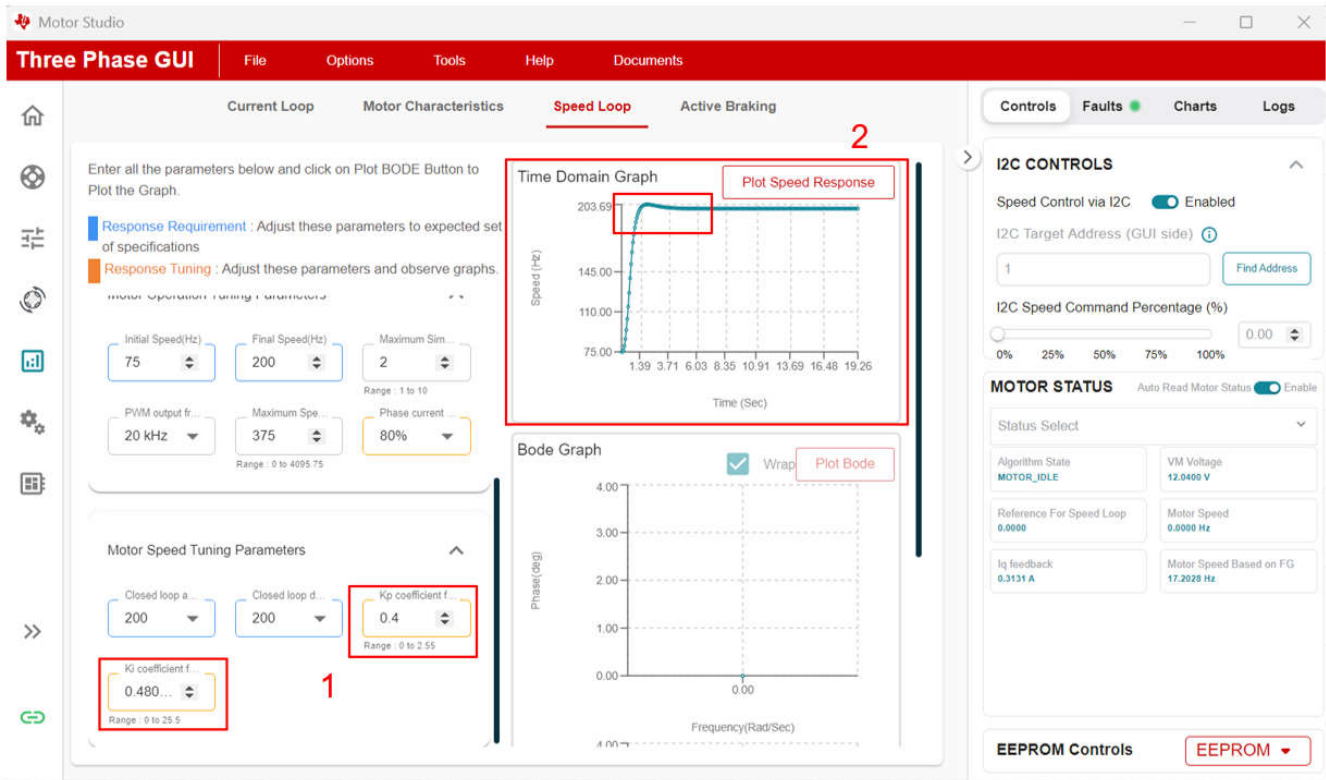 Motor Studio
Three Phase GUI
File
Options
Tools
Help
Documents
Current Loop
Motor Characteristics
Speed Loop
Active Braking
Enter all the parameters below and click on Plot BODE Button to
Plot the Graph.
Response Requirement : Adjust these parameters to expected set
of specifications
Response Tuning : Adjust these parameters and observe graphs.
Motor Operation Tuning Parameters
Initial Speed(Hz)
75
Final Speed(Hz)
200
Maximum Sim...
2
Range : 1 to 10
PWM output fr...
20 kHz
Maximum Spe...
375
Range : 0 to 4095.75
Phase current ...
80%
Motor Speed Tuning Parameters
Closed loop a...
200
Closed loop d...
200
Kp coefficient f...
0.4
Range : 0 to 2.55
Ki coefficient f...
0.480...
Range : 0 to 25.5
1
2
Time Domain Graph
Plot Speed Response
203.69
145.00
110.00
75.00
Speed (Hz)
1.39 3.71 6.03 8.35 10.91 13.69 16.48 19.26
Time (Sec)
Bode Graph
Wrap
Plot Bode
4.00
3.00
2.00
1.00
0.00
Phase(deg)
0.00
Frequency(Rad/Sec)
4.00
Controls
Faults
Charts
Logs
I2C CONTROLS
Speed Control via I2C
Enabled
I2C Target Address (GUI side)
1
Find Address
I2C Speed Command Percentage (%)
0.00
0% 25% 50% 75% 100%
MOTOR STATUS
Auto Read Motor Status
Enable
Status Select
Algorithm State
MOTOR_IDLE
VM Voltage
12.0400 V
Reference For Speed Loop
0.0000
Motor Speed
0.0000 Hz
Iq feedback
0.3131 A
Motor Speed Based on FG
17.2028 Hz
EEPROM Controls
EEPROM